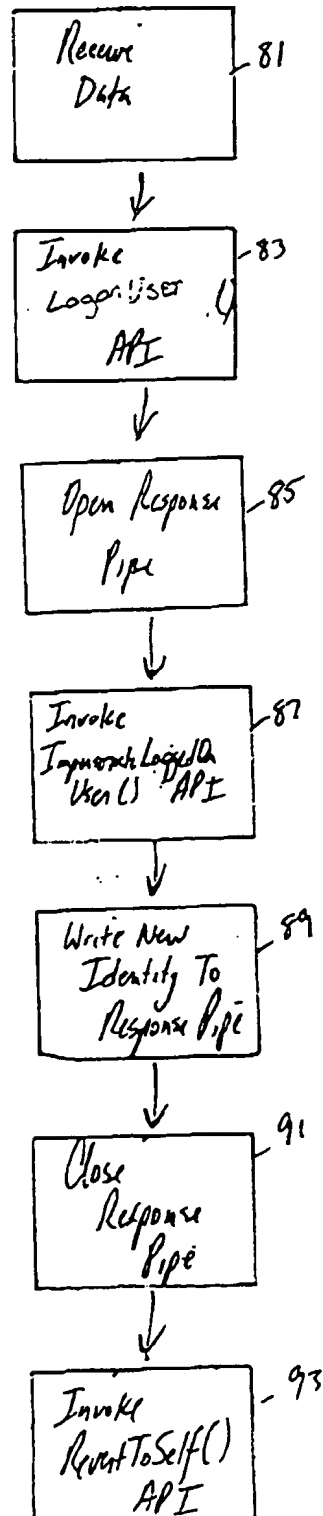 Receive
Data
81
Invoke
LogonUser ()
API
83
Open Response
Pipe
85
Invoke
ImpersonateLoggedOn
User() API
87
Write New
Identity To
Response Pipe
89
Close
Response
Pipe
91
Invoke
RevertToSelf()
API
93